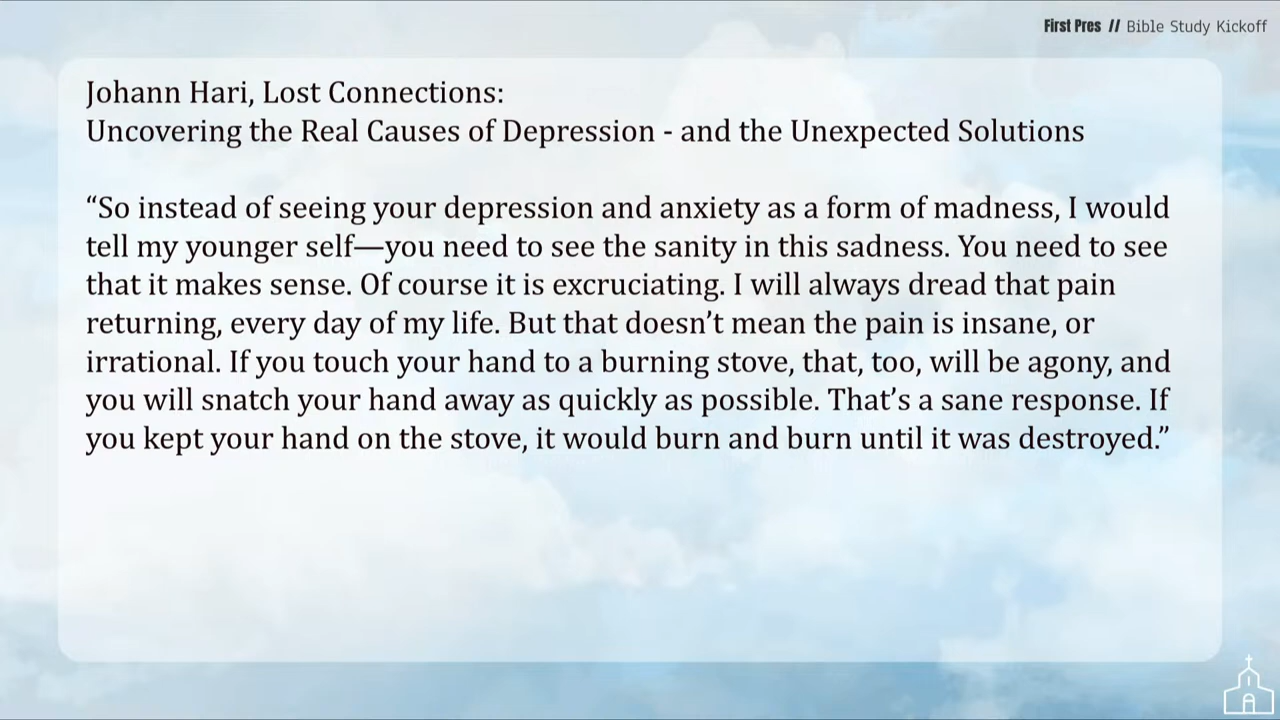 First Pres // Bible Study Kickoff
Johann Hari, Lost Connections:
Uncovering the Real Causes of Depression - and the Unexpected Solutions
“So instead of seeing your depression and anxiety as a form of madness, I would
tell my younger self—you need to see the sanity in this sadness. You need to see
that it makes sense. Of course it is excruciating. I will always dread that pain
returning, every day of my life. But that doesn’t mean the pain is insane, or
irrational. If you touch your hand to a burning stove, that, too, will be agony, and
you will snatch your hand away as quickly as possible. That’s a sane response. If
you kept your hand on the stove, it would burn and burn until it was destroyed.”